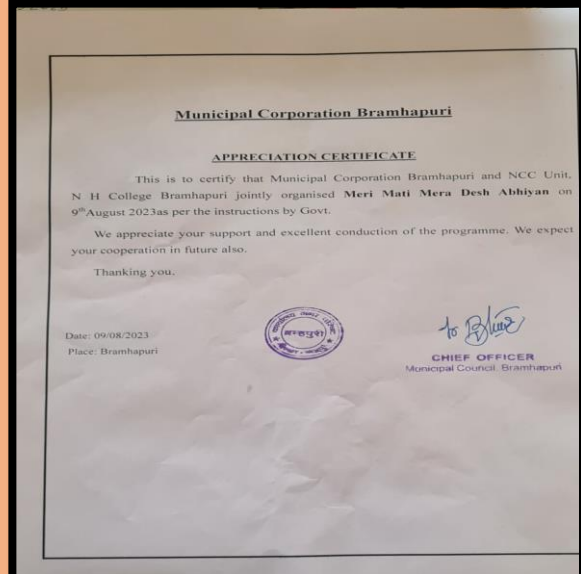 Municipal Corporation Bramhapuri
APPRECIATION CERTIFICATE
This is to certify that Municipal Corporation Bramhapuri and NCC Unit,
N H College Bramhapuri jointly organised Meri Mati Mera Desh Abhiyan on
9thAugust 2023as per the instructions by Govt.
We appreciate your support and excellent conduction of the programme. We expect
your cooperation in future also.
Thanking you.
Date: 09/08/2023
Place: Bramhapuri
ब्रम्हपुरी
CHIEF OFFICER
Municipal Council, Bramhapuri